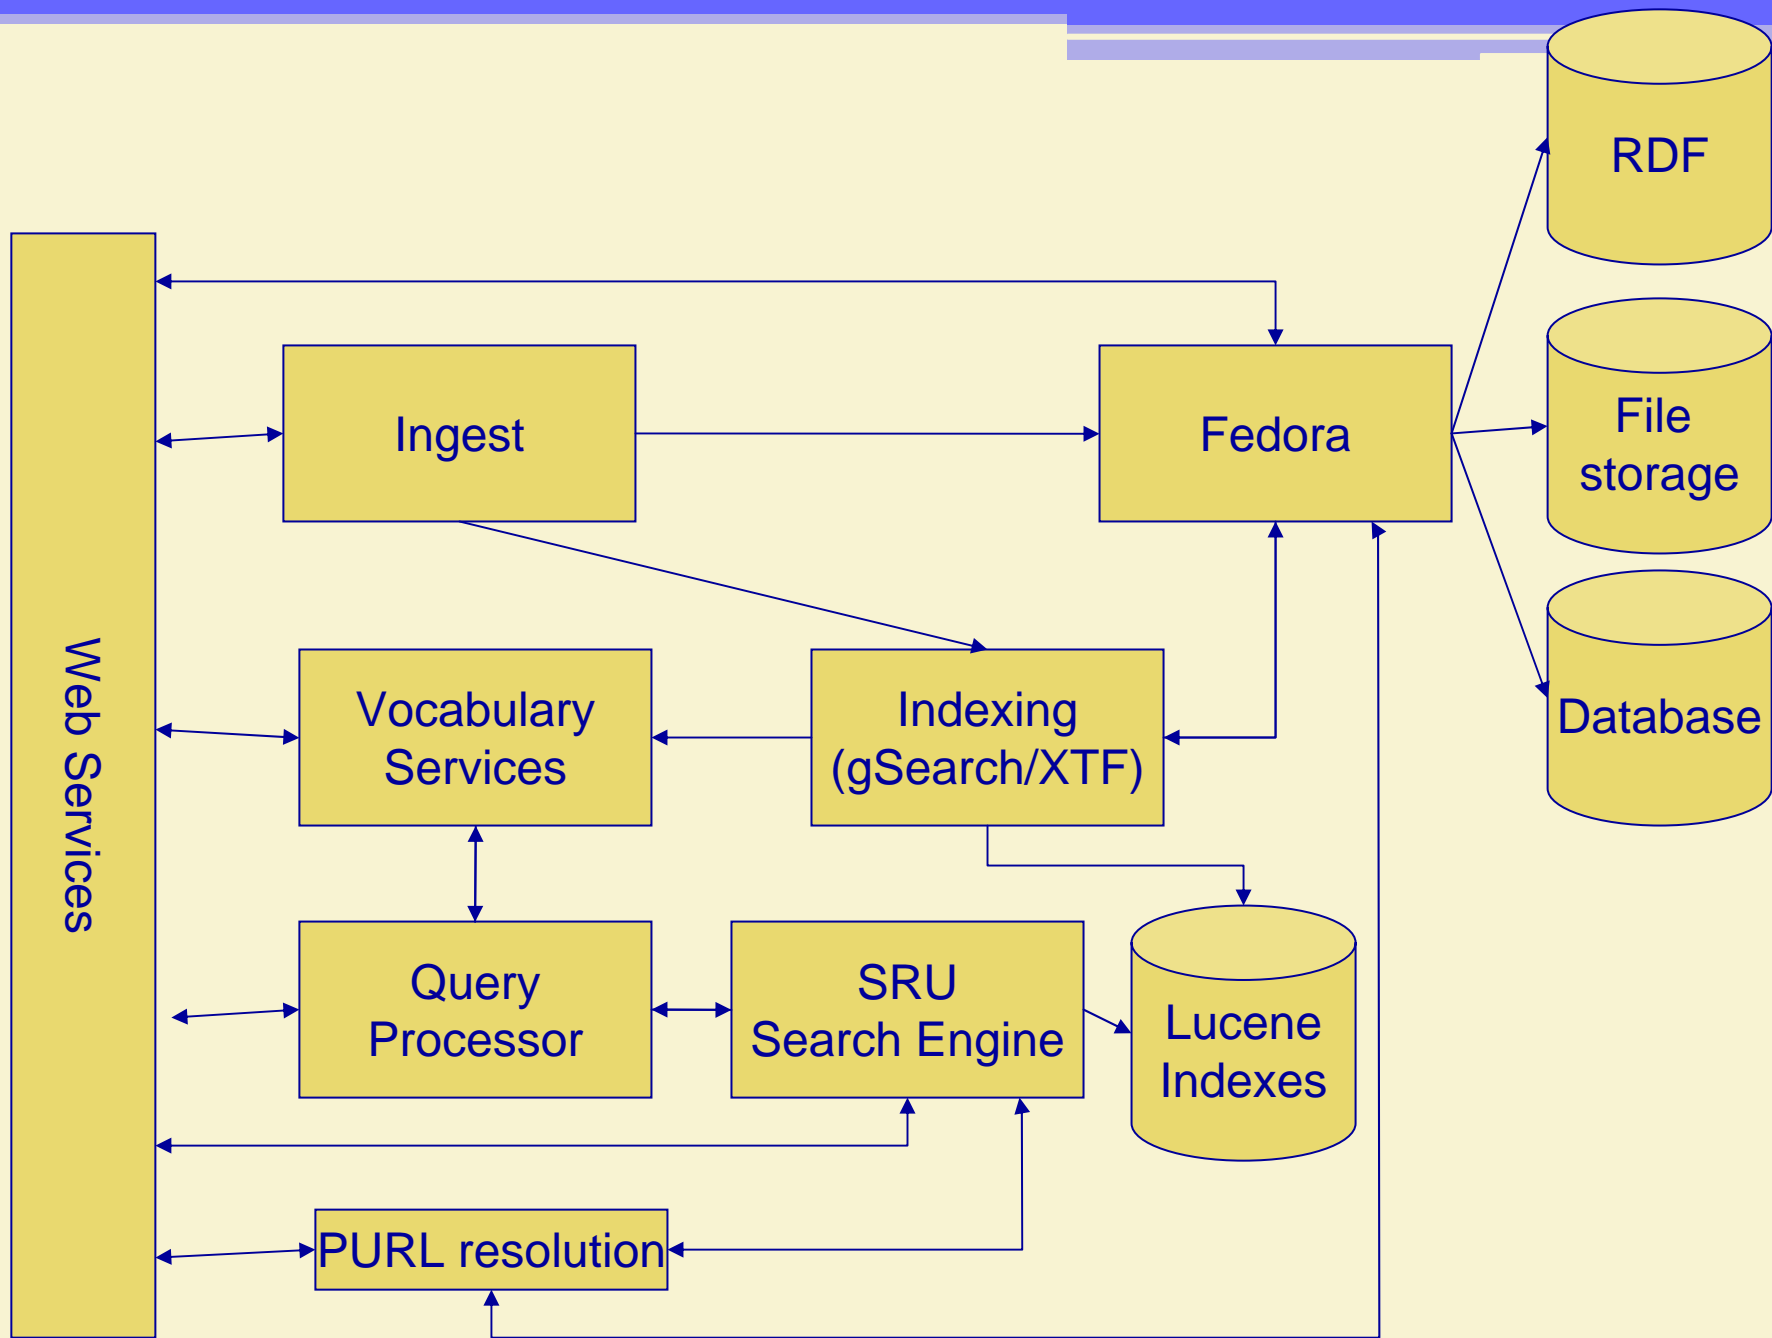 RDF
Ingest
Fedora
File
storage
Web Services
Vocabulary
Services
Indexing
(gSearch/XTF)
Database
Query
Processor
SRU
Search Engine
Lucene
Indexes
PURL resolution